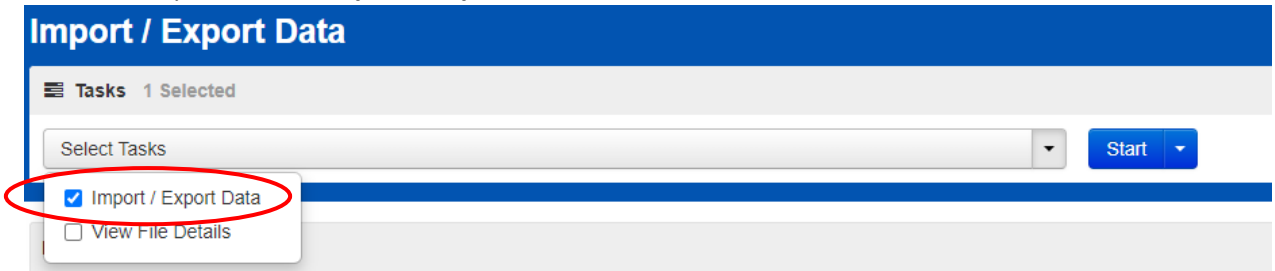 Import / Export Data
Tasks 1 Selected
Select Tasks
Start
Import / Export Data
View File Details